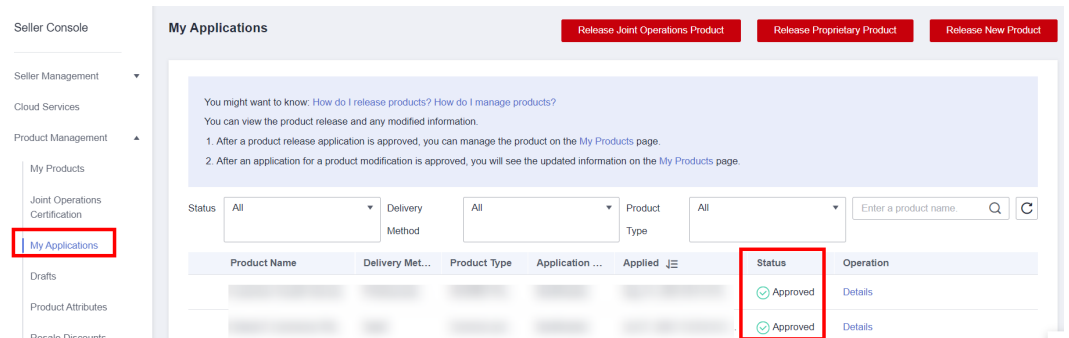 Seller Console
Seller Management
Cloud Services
Product Management
My Products
Joint Operations
Certification
My Applications
Drafts
Product Attributes
Resale Discounts
My Applications
Release Joint Operations Product
Release Proprietary Product
Release New Product
You might want to know: How do I release products? How do I manage products?
You can view the product release and any modified information.
1. After a product release application is approved, you can manage the product on the My Products page.
2. After an application for a product modification is approved, you will see the updated information on the My Products page.
Status All Delivery Method All Product Type All Enter a product name.
Product Name Delivery Met... Product Type Application ... Applied Status Operation
Approved Details
Approved Details